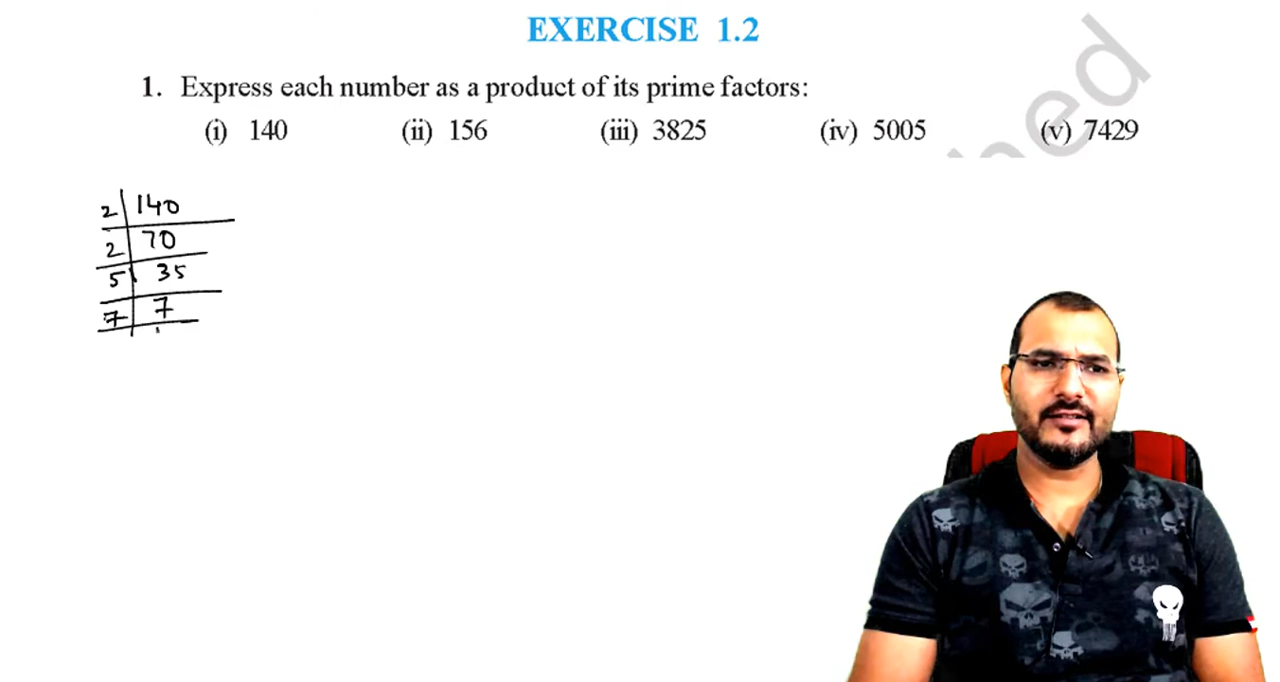 EXERCISE 1.2
1. Express each number as a product of its prime factors:
(i) 140 (ii) 156 (iii) 3825 (iv) 5005 (v) 7429
2 140
2 70
5 35
7 7